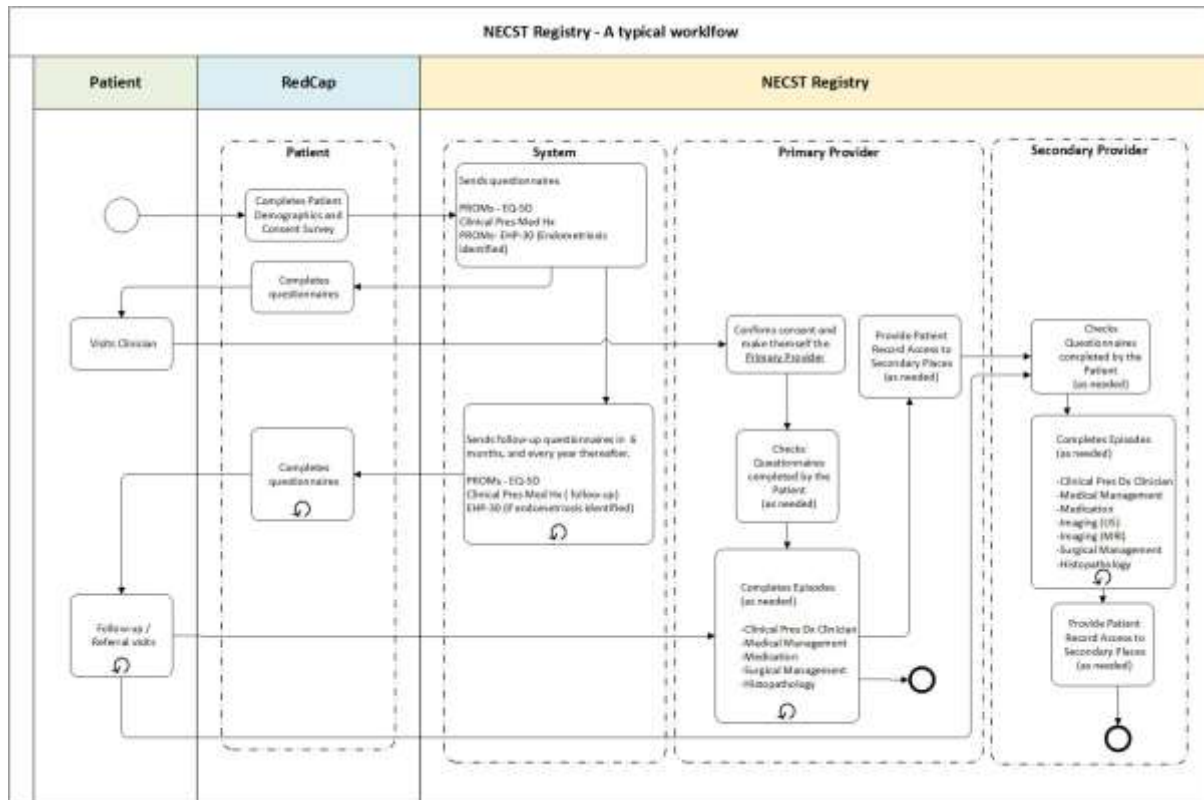 NECST Registry - A typical worklfow
Patient
RedCap
NECST Registry
Patient
System
Primary Provider
Secondary Provider
Completes Patient
Demographics and
Consent Survey
Sends questionnaires
PROMs - EQ-5D
Clinical Pres Med Hx
PROMs- EHP-30 (Endometriosis
identified)
Completes
questionnaires
Visits Clinician
Confirms consent and
make themself the
Primary Provider
Provide Patient
Record Access to
Secondary Places
(as needed)
Checks
Questionnaires
completed by the
Patient
(as needed)
Sends follow-up questionnaires in 6
months, and every year thereafter.
PROMs - EQ-5D
Clinical Pres Med Hx ( follow-up)
EHP-30 (if endometriosis identified)
Completes
questionnaires
Checks
Questionnaires
completed by the
Patient
(as needed)
Completes Episodes
(as needed)
-Clinical Pres Dx Clinician
-Medical Management
-Medication
-Imaging (US)
-Imaging (MRI)
-Surgical Management
-Histopathology
Follow-up /
Referral visits
Completes Episodes
(as needed)
-Clinical Pres Dx Clinician
-Medical Management
-Medication
-Surgical Management
-Histopathology
Provide Patient
Record Access to
Secondary Places
(as needed)